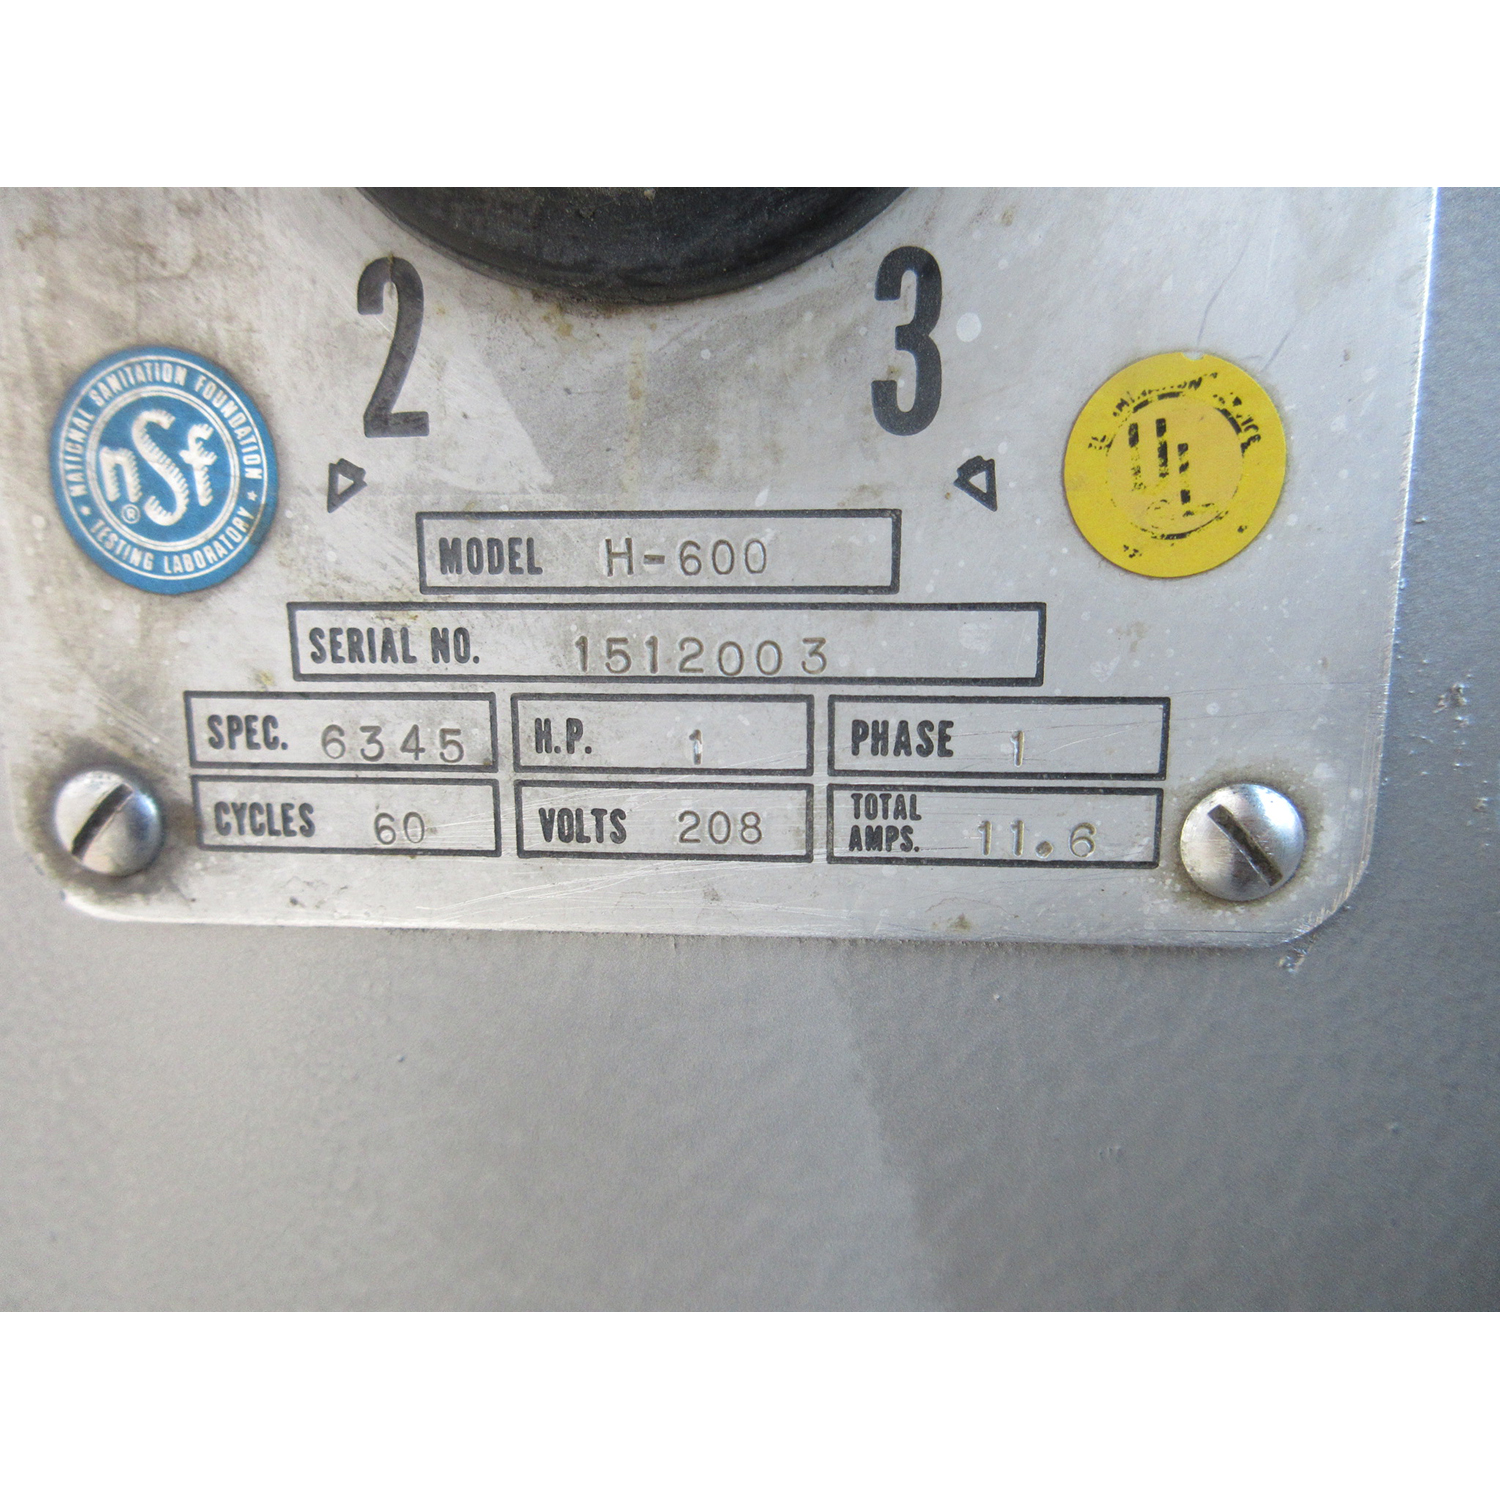 2 3
NATIONAL SANITATION FOUNDATION
nsf ®
TESTING LABORATORY
UL
MODEL H-600
SERIAL NO. 1512003
SPEC. 6345 H.P. 1 PHASE 1
CYCLES 60 VOLTS 208 TOTAL AMPS. 11.6